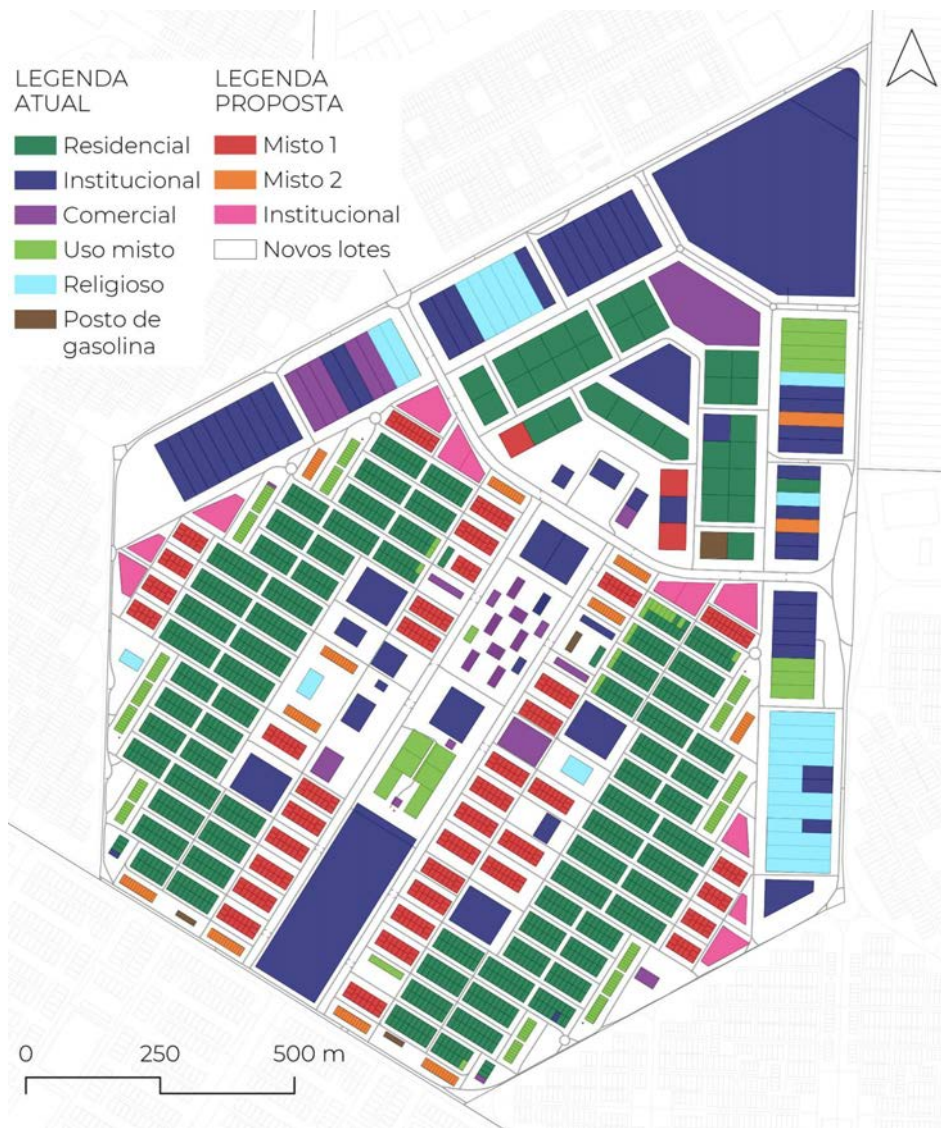 LEGENDA
ATUAL
Residencial
Institucional
Comercial
Uso misto
Religioso
Posto de
gasolina
LEGENDA
PROPOSTA
Misto 1
Misto 2
Institucional
Novos lotes
0 250 500 m